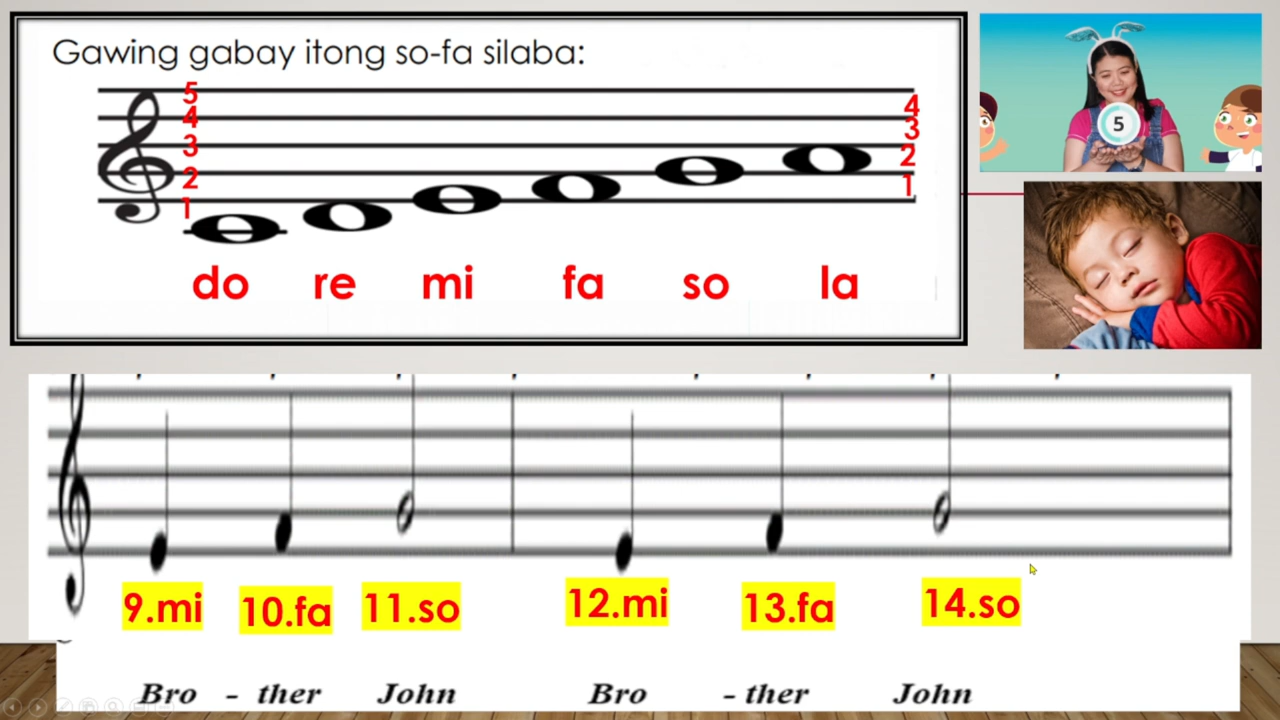 Gawing gabay itong so-fa silaba:
5
4
3
2
1
4
3
2
1
do re mi fa so la
5
9.mi 10.fa 11.so 12.mi 13.fa 14.so
Bro - ther John Bro - ther John